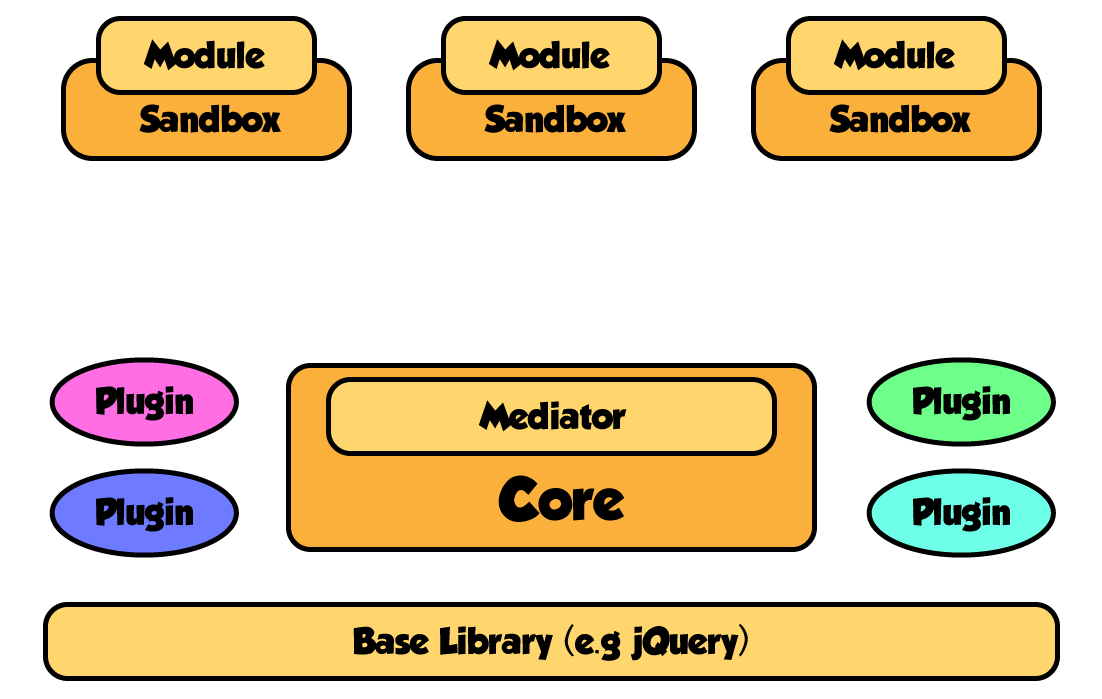 Module
Module
Module
Sandbox
Sandbox
Sandbox
Plugin
Mediator
Plugin
Core
Plugin
Plugin
Base Library (e.g jQuery)